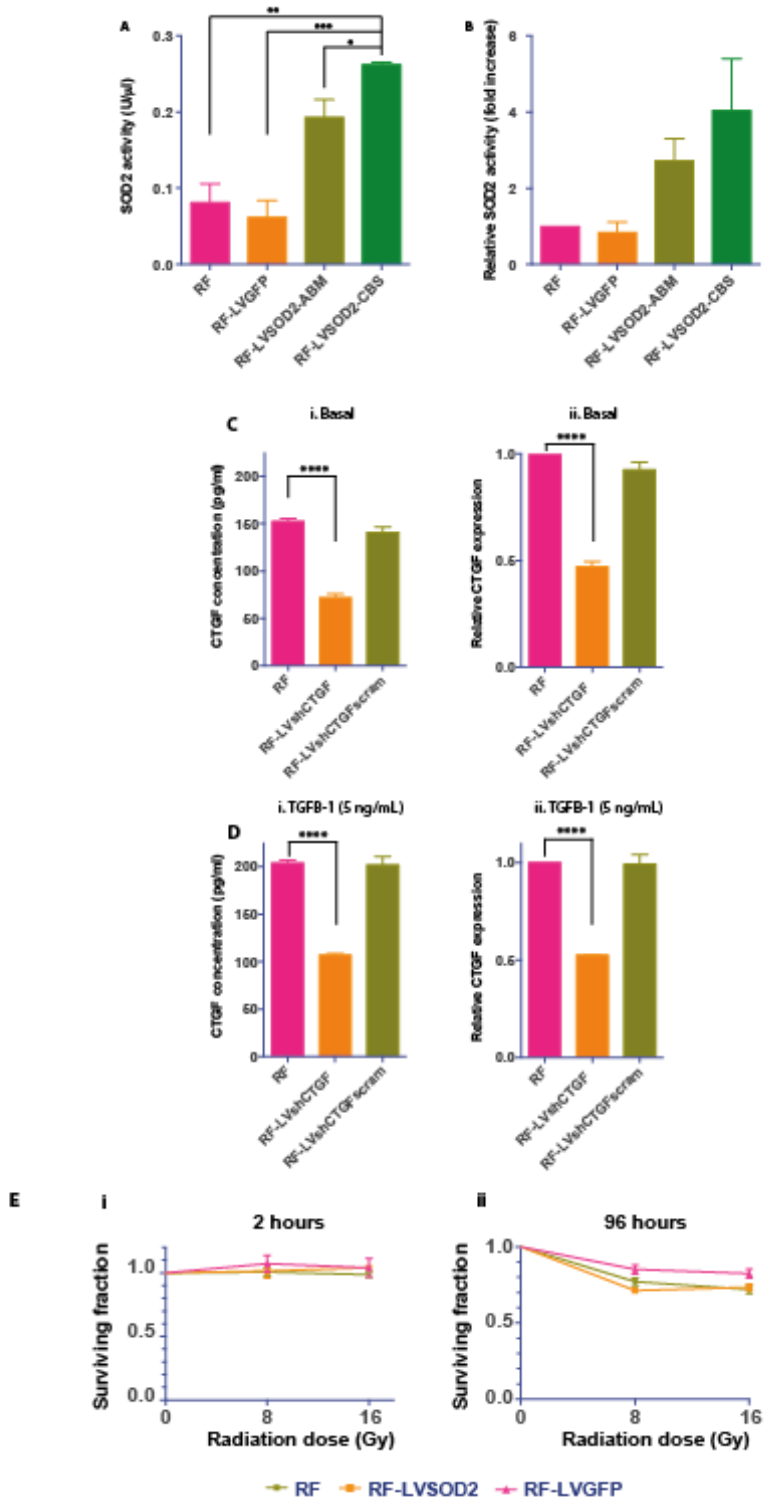 A
B
** 
***
*
SOD2 activity (U/µl)
0.3
0.2
0.1
0.0
RF
RF-LVGFP
RF-LVSOD2-ABM
RF-LVSOD2-CBS
Relative SOD2 activity (fold increase)
6
4
2
0
RF
RF-LVGFP
RF-LVSOD2-ABM
RF-LVSOD2-CBS
C
i. Basal
****
CTGF concentration (pg/ml)
200
150
100
50
0
RF
RF-LVshCTGF
RF-LVshCTGFscram
ii. Basal
****
Relative CTGF expression
1.0
0.5
0.0
RF
RF-LVshCTGF
RF-LVshCTGFscram
D
i. TGFB-1 (5 ng/mL)
****
CTGF concentration (pg/ml)
200
150
100
50
0
RF
RF-LVshCTGF
RF-LVshCTGFscram
ii. TGFB-1 (5 ng/mL)
****
Relative CTGF expression
1.0
0.5
0.0
RF
RF-LVshCTGF
RF-LVshCTGFscram
E
i
2 hours
Surviving fraction
1.0
0.5
0.0
0 8 16
Radiation dose (Gy)
ii
96 hours
Surviving fraction
1.0
0.5
0.0
0 8 16
Radiation dose (Gy)
RF RF-LVSOD2 RF-LVGFP